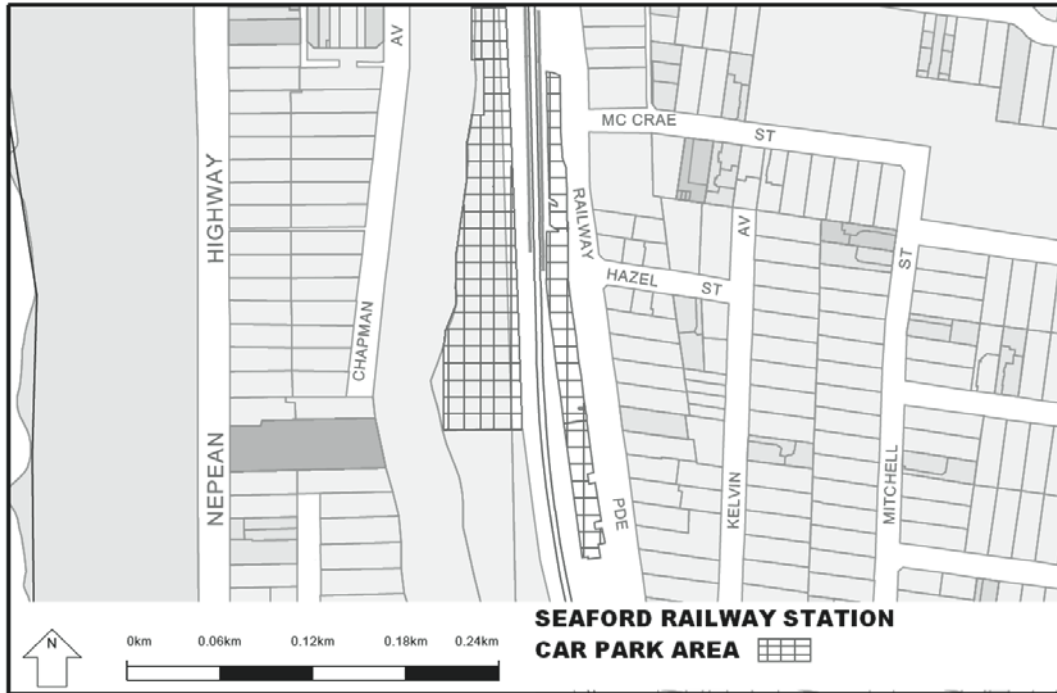 AV
MC CRAE ST
HIGHWAY
RAILWAY
AV
HAZEL ST
ST
CHAPMAN
NEPEAN
PDE
KELVIN
MITCHELL
N
0km 0.06km 0.12km 0.18km 0.24km
SEAFORD RAILWAY STATION
CAR PARK AREA